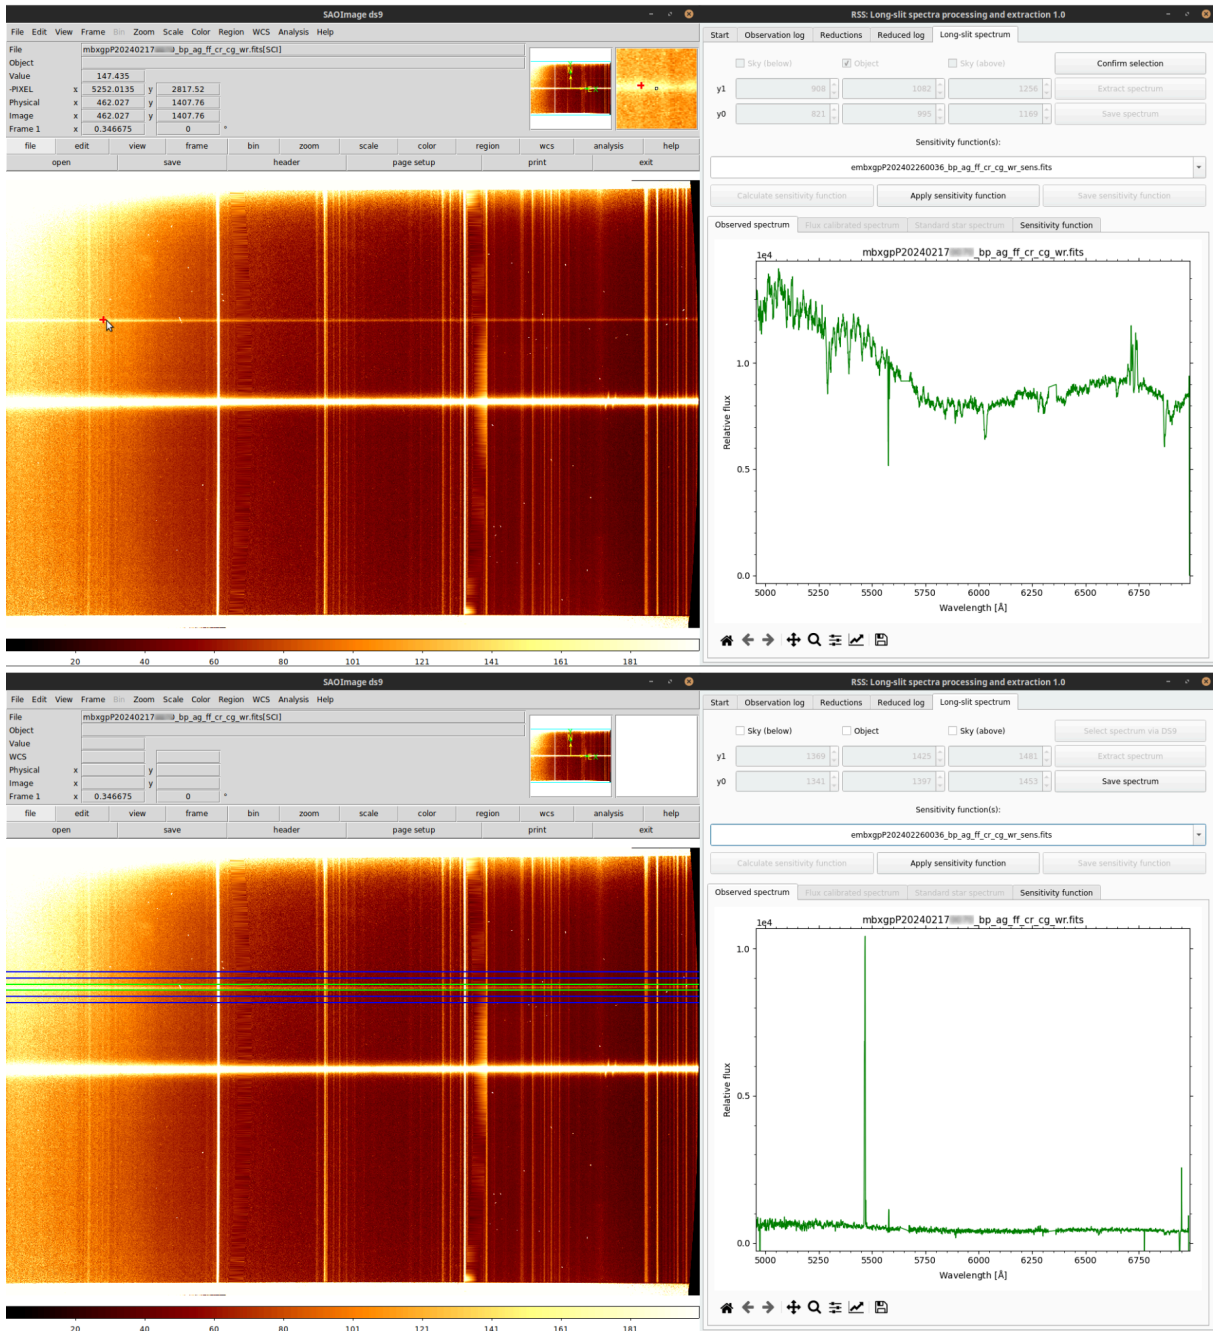 SAOImage ds9
File Edit View Frame Bin Zoom Scale Color Region WCS Analysis Help
File mbxgpP20240217 _bp_ag_ff_cr_cg_wr.fits[SCI]
Object
Value 147.435
-PIXEL x 5252.0135 y 2817.52
Physical x 462.027 y 1407.76
Image x 462.027 y 1407.76
Frame 1 x 0.346675 0 °
file edit view frame bin zoom scale color region wcs analysis help
open save header page setup print exit
20 40 60 80 101 121 141 161 181
RSS: Long-slit spectra processing and extraction 1.0
Start Observation log Reductions Reduced log Long-slit spectrum
Sky (below) Object Sky (above) Confirm selection
y1 908 1082 1256 Extract spectrum
y0 821 995 1169 Save spectrum
Sensitivity function(s):
embxgpP202402260036_bp_ag_ff_cr_cg_wr_sens.fits
Calculate sensitivity function Apply sensitivity function Save sensitivity function
Observed spectrum Flux calibrated spectrum Standard star spectrum Sensitivity function
mbxgpP20240217 _bp_ag_ff_cr_cg_wr.fits
1e4
1.0
0.5
0.0
Relative flux
5000 5250 5500 5750 6000 6250 6500 6750
Wavelength [Å]
SAOImage ds9
File Edit View Frame Bin Zoom Scale Color Region WCS Analysis Help
File mbxgpP20240217 _bp_ag_ff_cr_cg_wr.fits[SCI]
Object
Value
WCS
Physical x y
Image x y
Frame 1 x 0.346675 0 °
file edit view frame bin zoom scale color region wcs analysis help
open save header page setup print exit
20 40 60 80 101 121 141 161 181
RSS: Long-slit spectra processing and extraction 1.0
Start Observation log Reductions Reduced log Long-slit spectrum
Sky (below) Object Sky (above) Select spectrum via DS9
y1 1369 1425 1481 Extract spectrum
y0 1341 1397 1453 Save spectrum
Sensitivity function(s):
embxgpP202402260036_bp_ag_ff_cr_cg_wr_sens.fits
Calculate sensitivity function Apply sensitivity function Save sensitivity function
Observed spectrum Flux calibrated spectrum Standard star spectrum Sensitivity function
mbxgpP20240217 _bp_ag_ff_cr_cg_wr.fits
1e4
1.0
0.5
0.0
Relative flux
5000 5250 5500 5750 6000 6250 6500 6750
Wavelength [Å]